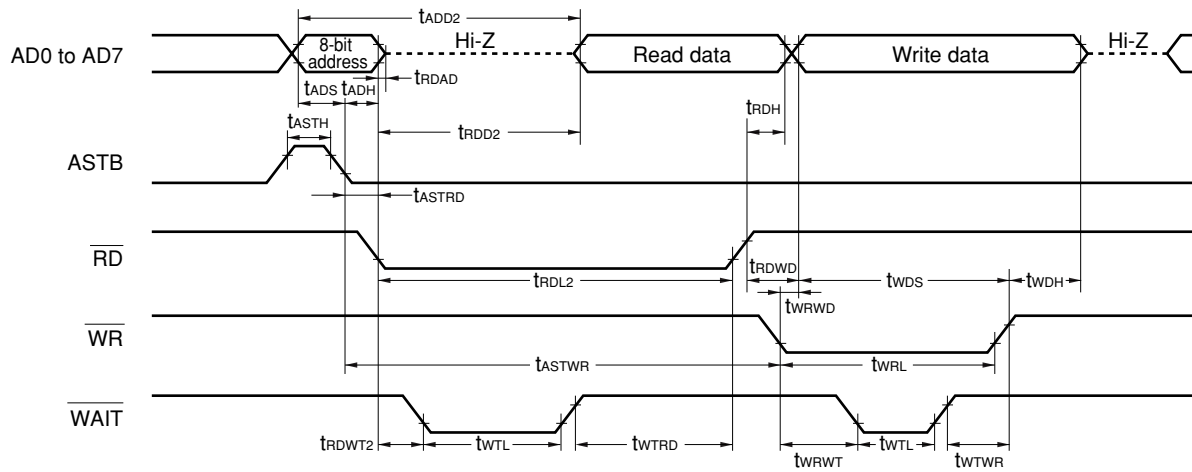 tADD2
AD0 to AD7
8-bit
address
Hi-Z
Read data
Write data
Hi-Z
tRDAD
tADS
tADH
tRDH
tASTH
tRDD2
ASTB
tASTRD
RD
tRDL2
tRDWD
tWDS
tWDH
tWRWD
WR
tASTWR
tWRL
WAIT
tRDWT2
tWTL
tWTRD
tWRWT
tWTL
tWTWR